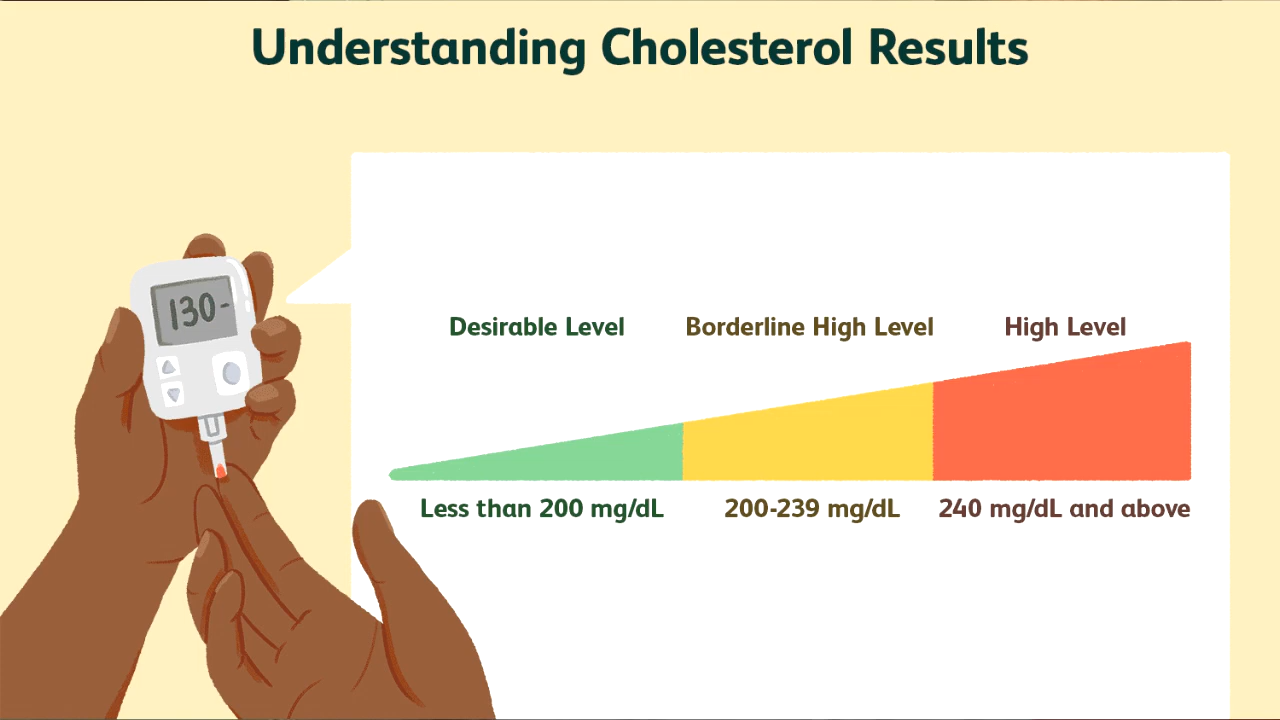 Understanding Cholesterol Results
130-
Desirable Level
Borderline High Level
High Level
Less than 200 mg/dL
200-239 mg/dL
240 mg/dL and above